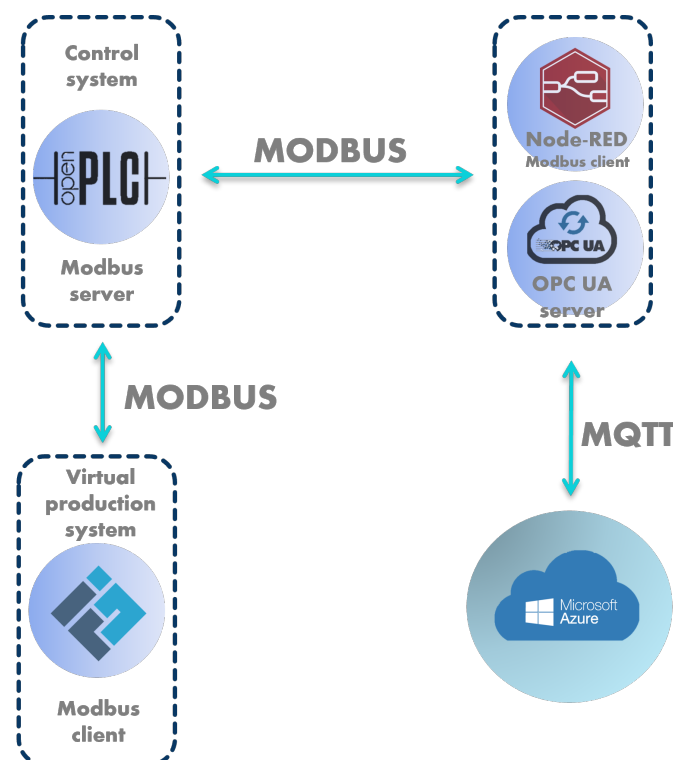 Control
system
open
PLC
Modbus
server
MODBUS
Node-RED
Modbus client
OPC UA
OPC UA
server
MODBUS
MQTT
Virtual
production
system
Modbus
client
Microsoft
Azure